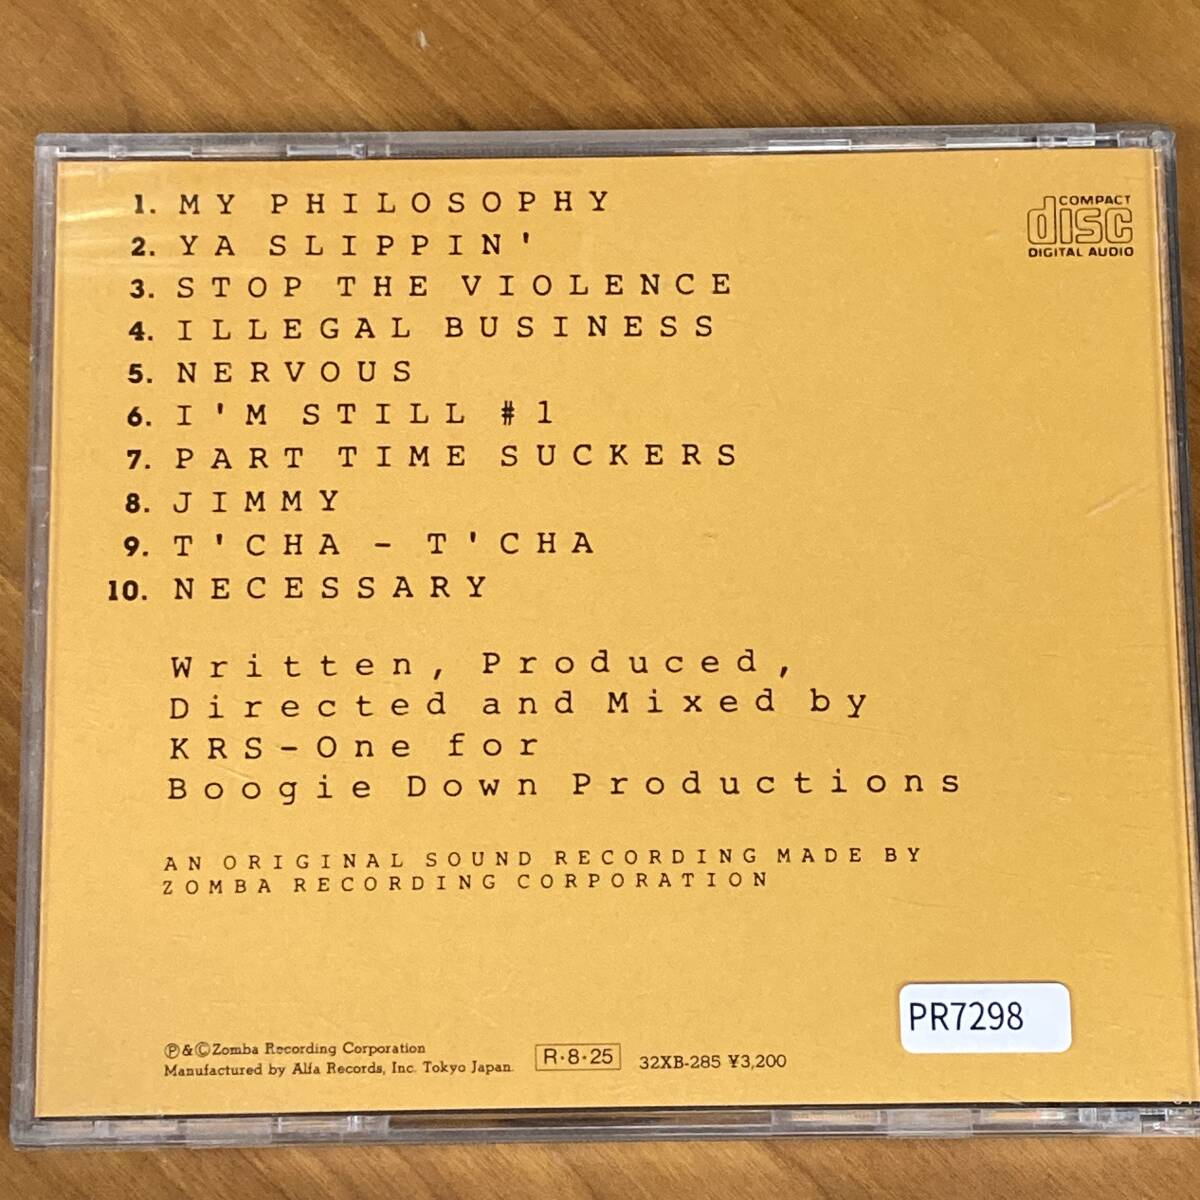 1. MY PHILOSOPHY
2. YA SLIPPIN'
3. STOP THE VIOLENCE
4. ILLEGAL BUSINESS
5. NERVOUS
6. I'M STILL #1
7. PART TIME SUCKERS
8. JIMMY
9. T'CHA - T'CHA
10. NECESSARY
COMPACT
disc
DIGITAL AUDIO
Written, Produced,
Directed and Mixed by
KRS-One for
Boogie Down Productions
AN ORIGINAL SOUND RECORDING MADE BY
ZOMBA RECORDING CORPORATION
PR7298
Ⓟ&ⒸZomba Recording Corporation
Manufactured by Alfa Records, Inc. Tokyo Japan.
R・8・25
32XB-285 ¥3,200